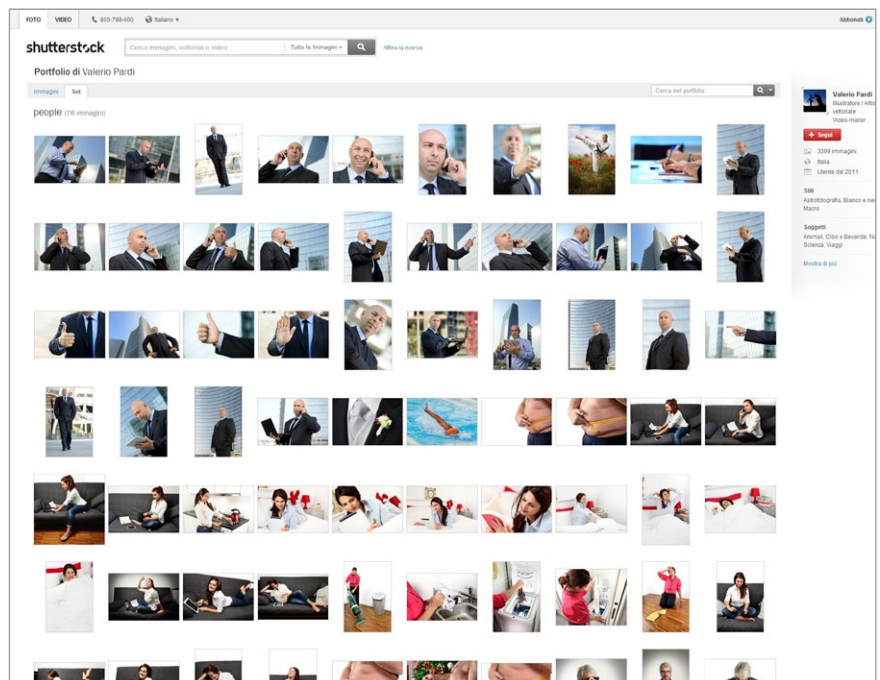 FOTO VIDEO 800-788-600 Italiano Abbonati
shutterstock Cerca immagini, vettoriali e video Tutte le Immagini Affina la ricerca
Portfolio di Valerio Pardi
Immagini Set Cerca nel portfolio
people (76 immagini)
Valerio Pardi
Illustratore / Artis
vettoriale
Video-maker
+ Segui
3399 immagini
Italia
Utente dal 2011
Stili
Astrofotografia, Bianco e ne
Macro
Soggetti
Animali, Cibo e Bevande, N
Scienza, Viaggi
Mostra di più